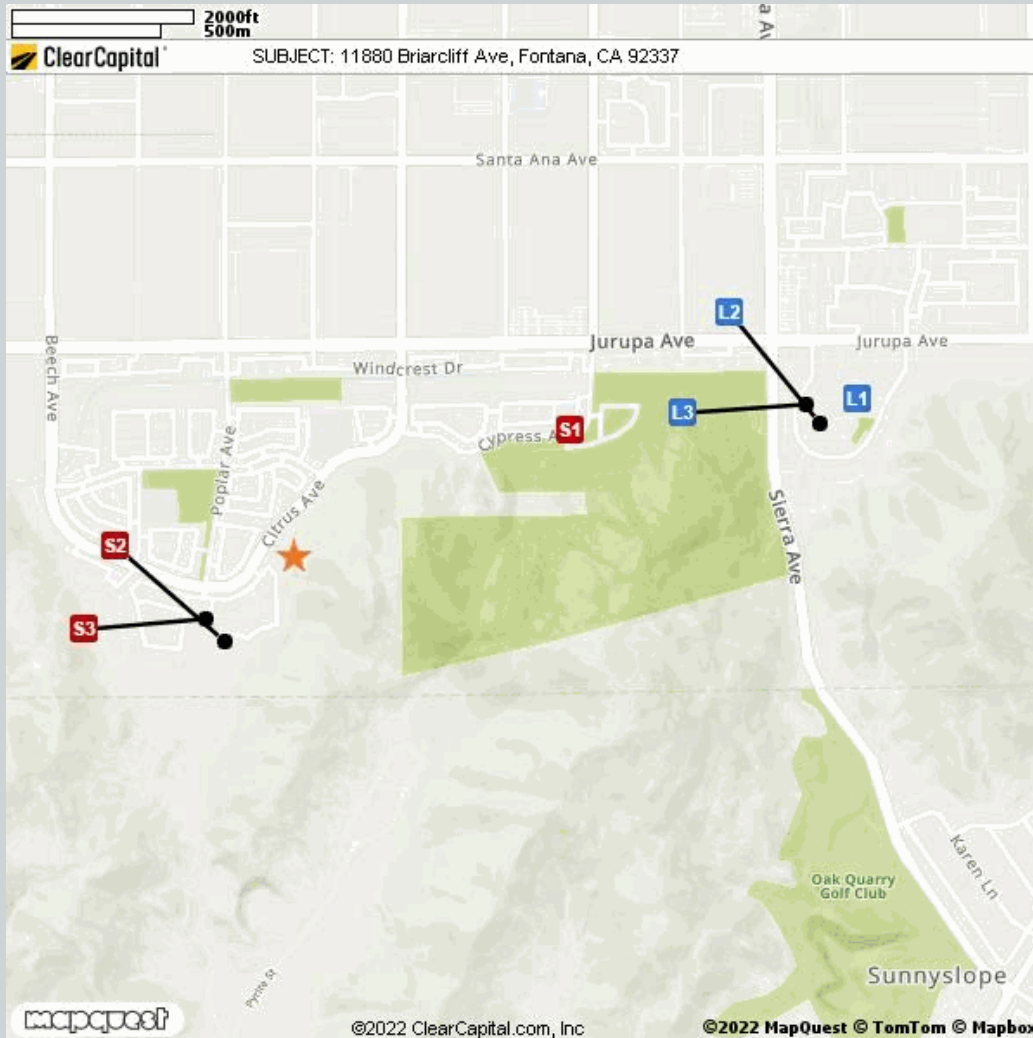 2000ft
500m
ClearCapital
SUBJECT: 11880 Briarcliff Ave, Fontana, CA 92337
Santa Ana Ave
L2
Jurupa Ave
Jurupa Ave
Beech Ave
Windcrest Dr
L1
L3
S1
Cypress A
Poplar Ave
Citrus Ave
Sierra Ave
S2
S3
Karen Ln
Oak Quarry
Golf Club
Sunnyslope
Pyrite St
mapquest
©2022 ClearCapital.com, Inc
©2022 MapQuest © TomTom © Mapbox